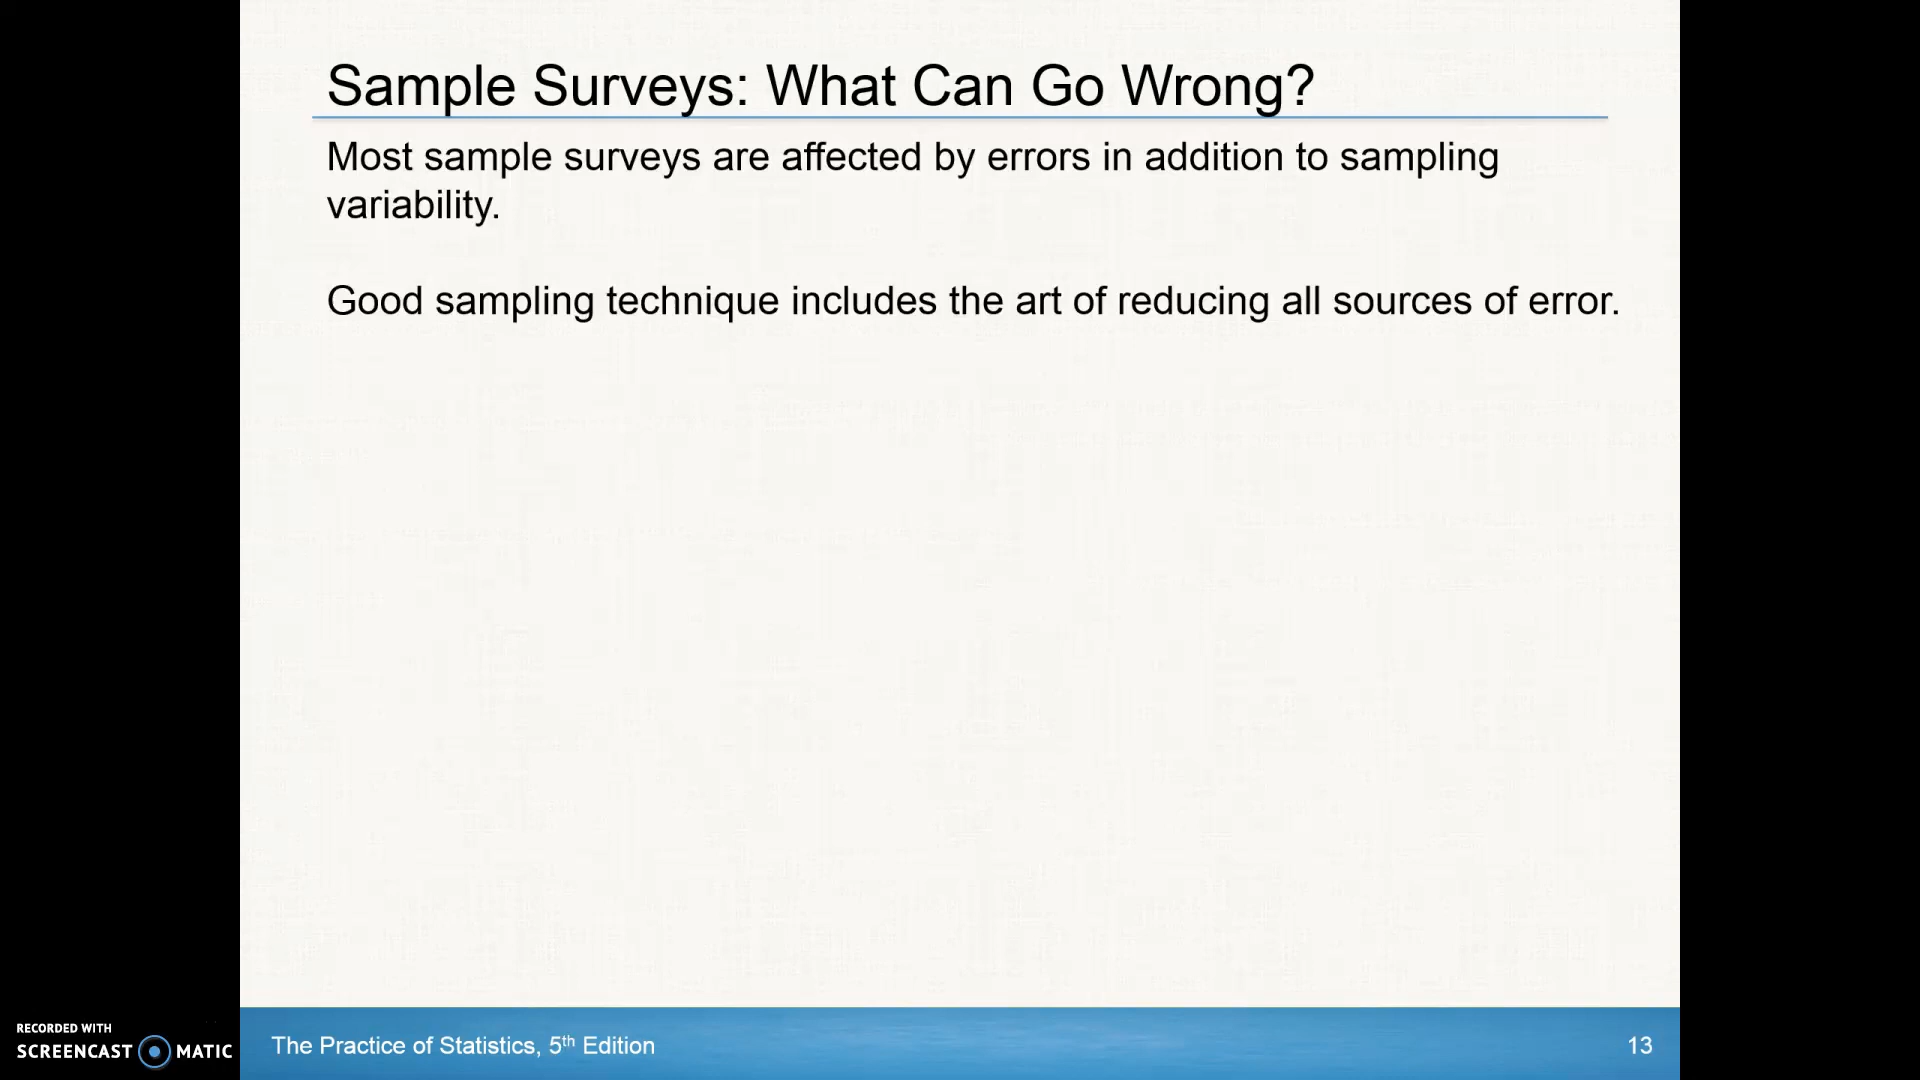 Sample Surveys: What Can Go Wrong?
Most sample surveys are affected by errors in addition to sampling
variability.
Good sampling technique includes the art of reducing all sources of error.
RECORDED WITH
SCREENCAST MATIC
The Practice of Statistics, 5th Edition
13